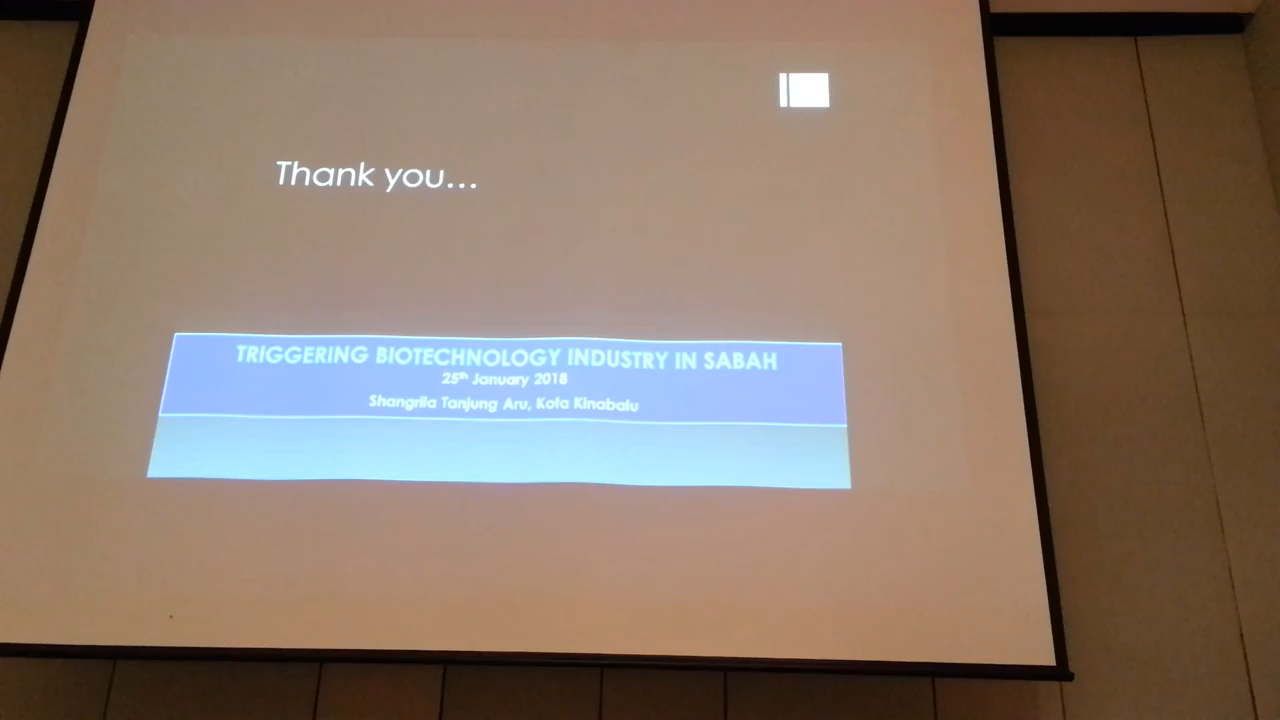 Thank you...
TRIGGERING BIOTECHNOLOGY INDUSTRY IN SABAH
25th January 2018
Shangrila Tanjung Aru, Kota Kinabalu